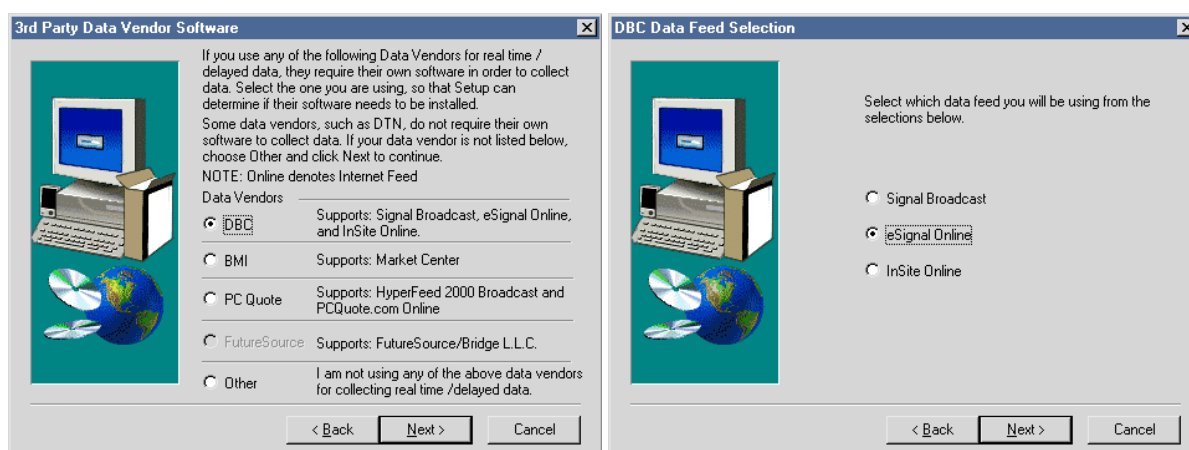 3rd Party Data Vendor Software
If you use any of the following Data Vendors for real time /
delayed data, they require their own software in order to collect
data. Select the one you are using, so that Setup can
determine if their software needs to be installed.
Some data vendors, such as DTN, do not require their own
software to collect data. If your data vendor is not listed below,
choose Other and click Next to continue.
NOTE: Online denotes Internet Feed
Data Vendors
DBC
Supports: Signal Broadcast, eSignal Online,
and InSite Online.
BMI
Supports: Market Center
PC Quote
Supports: HyperFeed 2000 Broadcast and
PCQuote.com Online
FutureSource
Supports: FutureSource/Bridge L.L.C.
Other
I am not using any of the above data vendors
for collecting real time /delayed data.
< Back
Next >
Cancel
DBC Data Feed Selection
Select which data feed you will be using from the
selections below.
Signal Broadcast
eSignal Online
InSite Online
< Back
Next >
Cancel